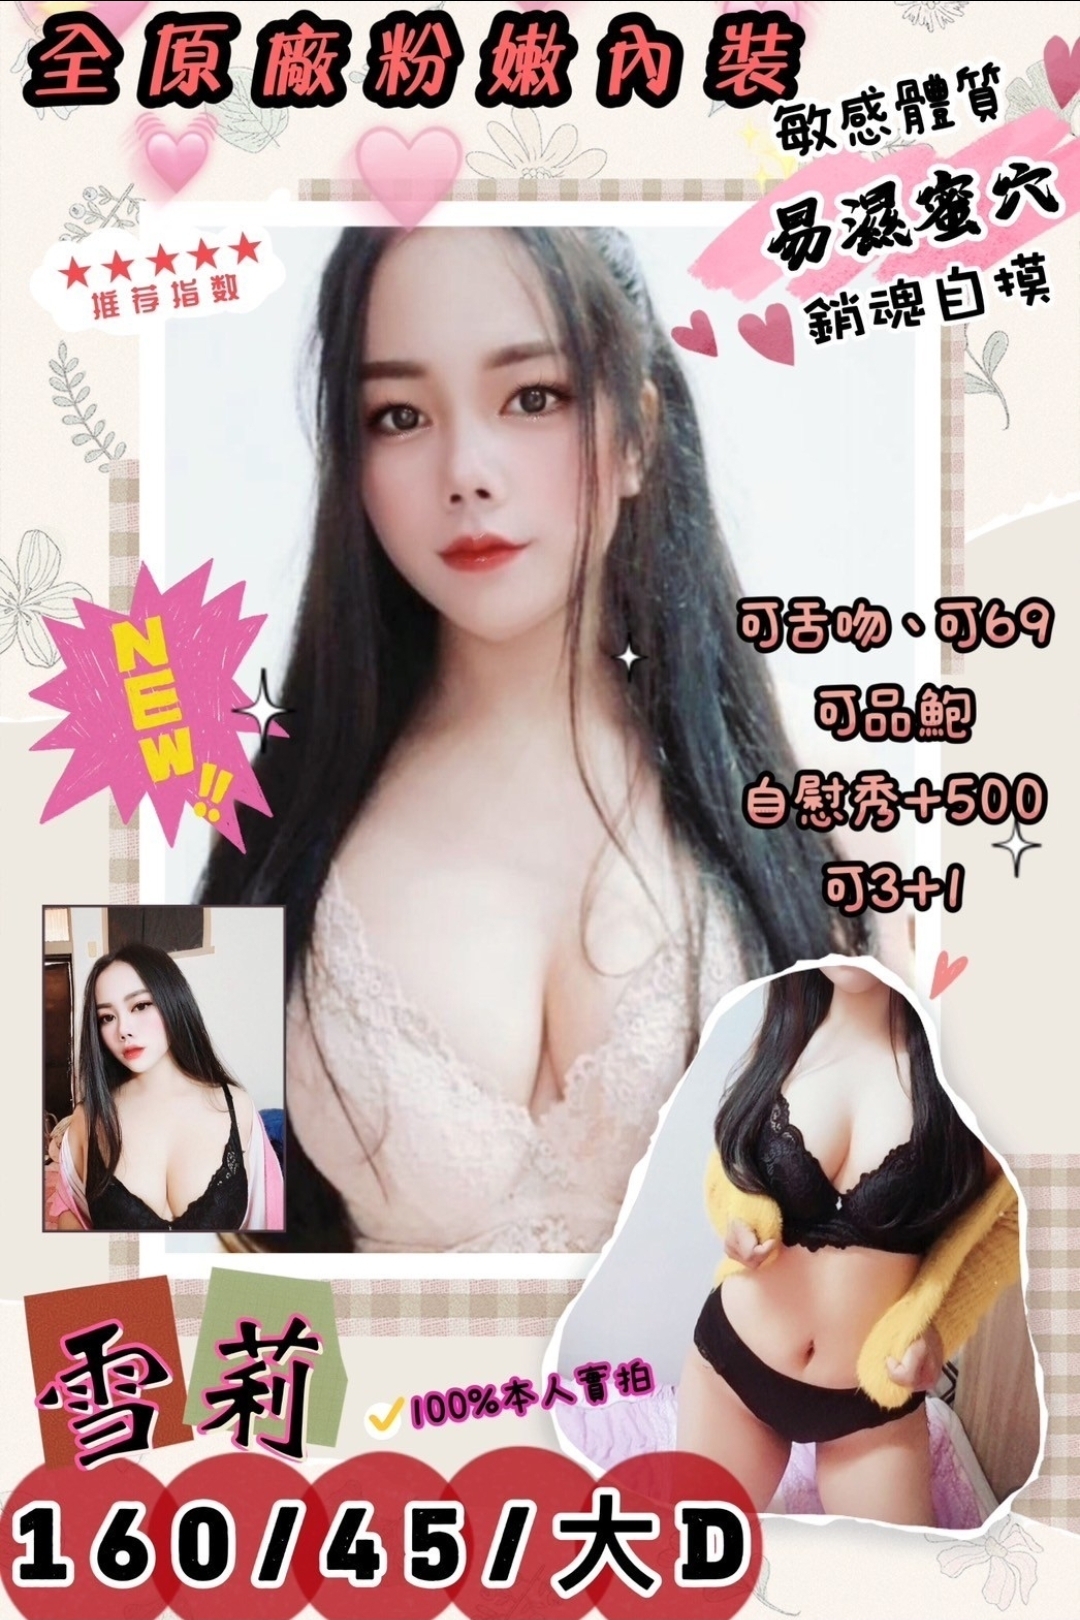 全原廠粉嫩內裝
敏感體質
易濕蜜穴
銷魂自摸
推荐指数
NEW!!
可舌吻、可69
可品鮑
自慰秀+500
可3+1
雪莉
100%本人實拍
160/45/大D